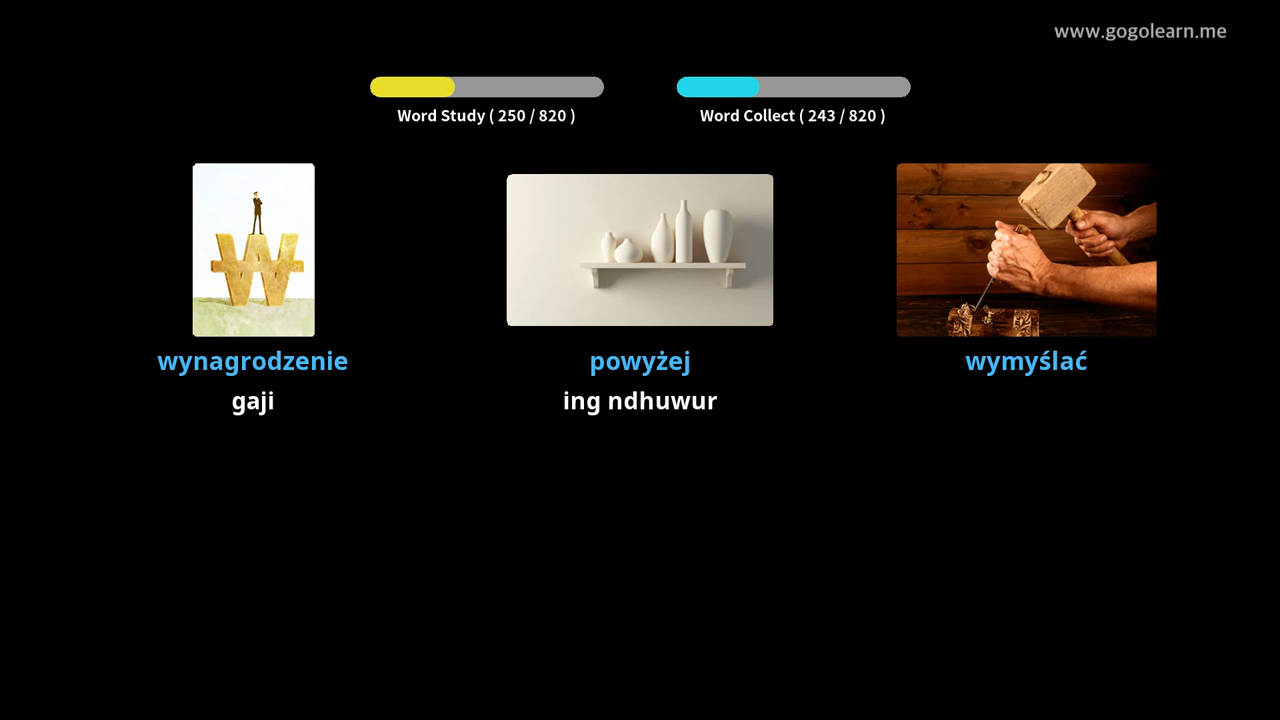 www.gogolearn.me
Word Study ( 250 / 820 )
Word Collect ( 243 / 820 )
wynagrodzenie
gaji
powyżej
ing ndhuwur
wymyślać